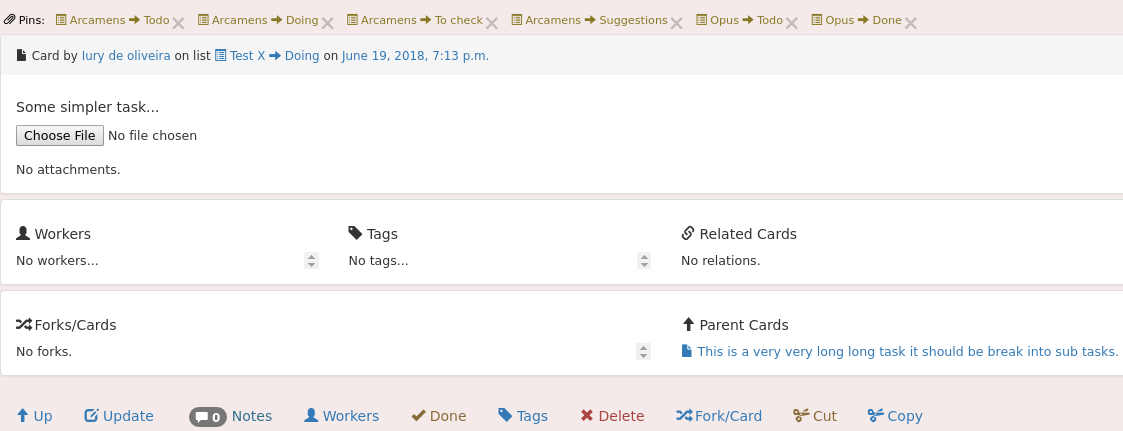 Pins: Arcamens Todo Arcamens Doing Arcamens To check Arcamens Suggestions Opus Todo Opus Done
Card by Iury de oliveira on list Test X Doing on June 19, 2018, 7:13 p.m.
Some simpler task...
Choose File No file chosen
No attachments.
Workers Tags Related Cards
No workers... No tags... No relations.
Forks/Cards Parent Cards
No forks. This is a very very long long task it should be break into sub tasks.
Up Update 0 Notes Workers Done Tags Delete Fork/Card Cut Copy